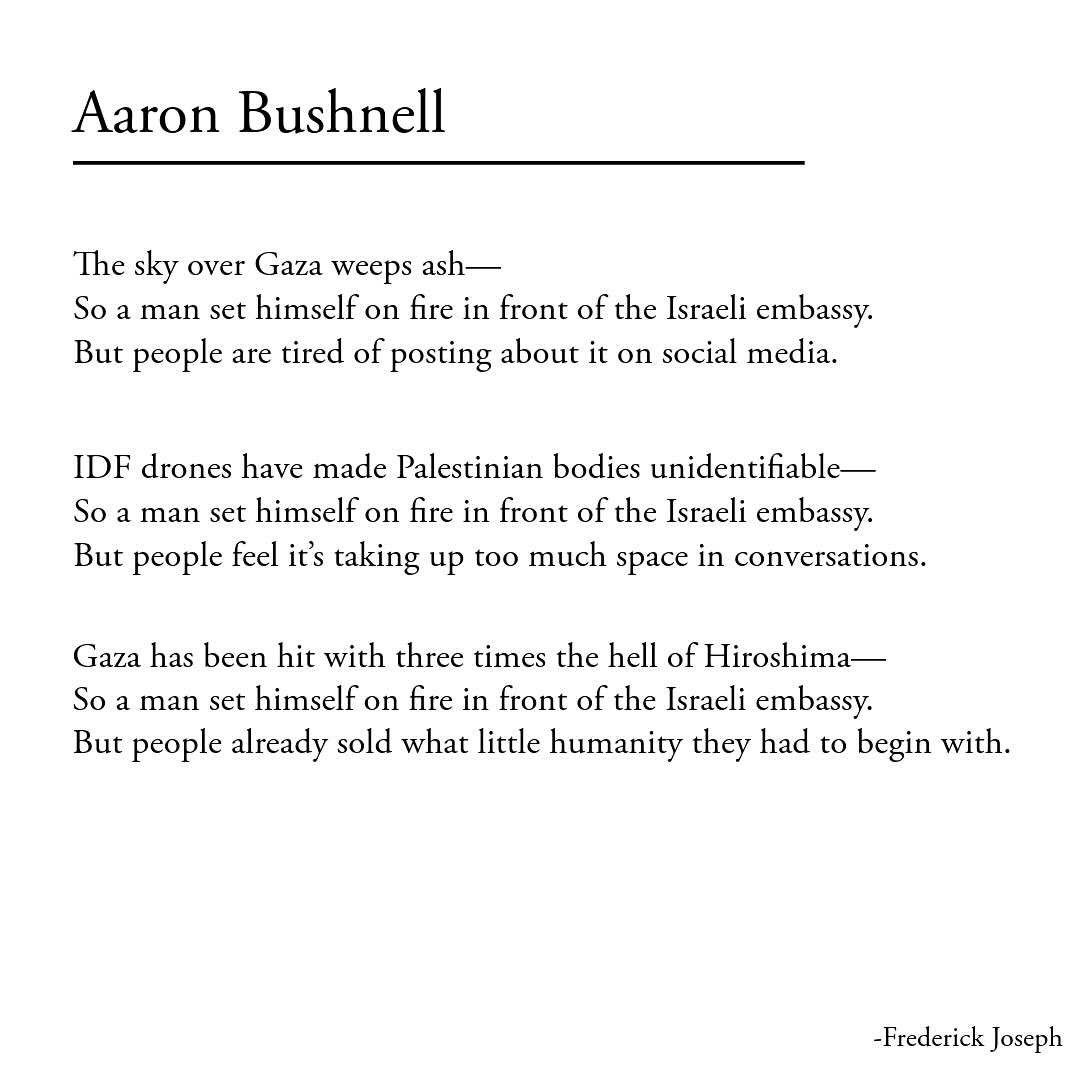 Aaron Bushnell
The sky over Gaza weeps ash—
So a man set himself on fire in front of the Israeli embassy.
But people are tired of posting about it on social media.
IDF drones have made Palestinian bodies unidentifiable—
So a man set himself on fire in front of the Israeli embassy.
But people feel it’s taking up too much space in conversations.
Gaza has been hit with three times the hell of Hiroshima—
So a man set himself on fire in front of the Israeli embassy.
But people already sold what little humanity they had to begin with.
-Frederick Joseph